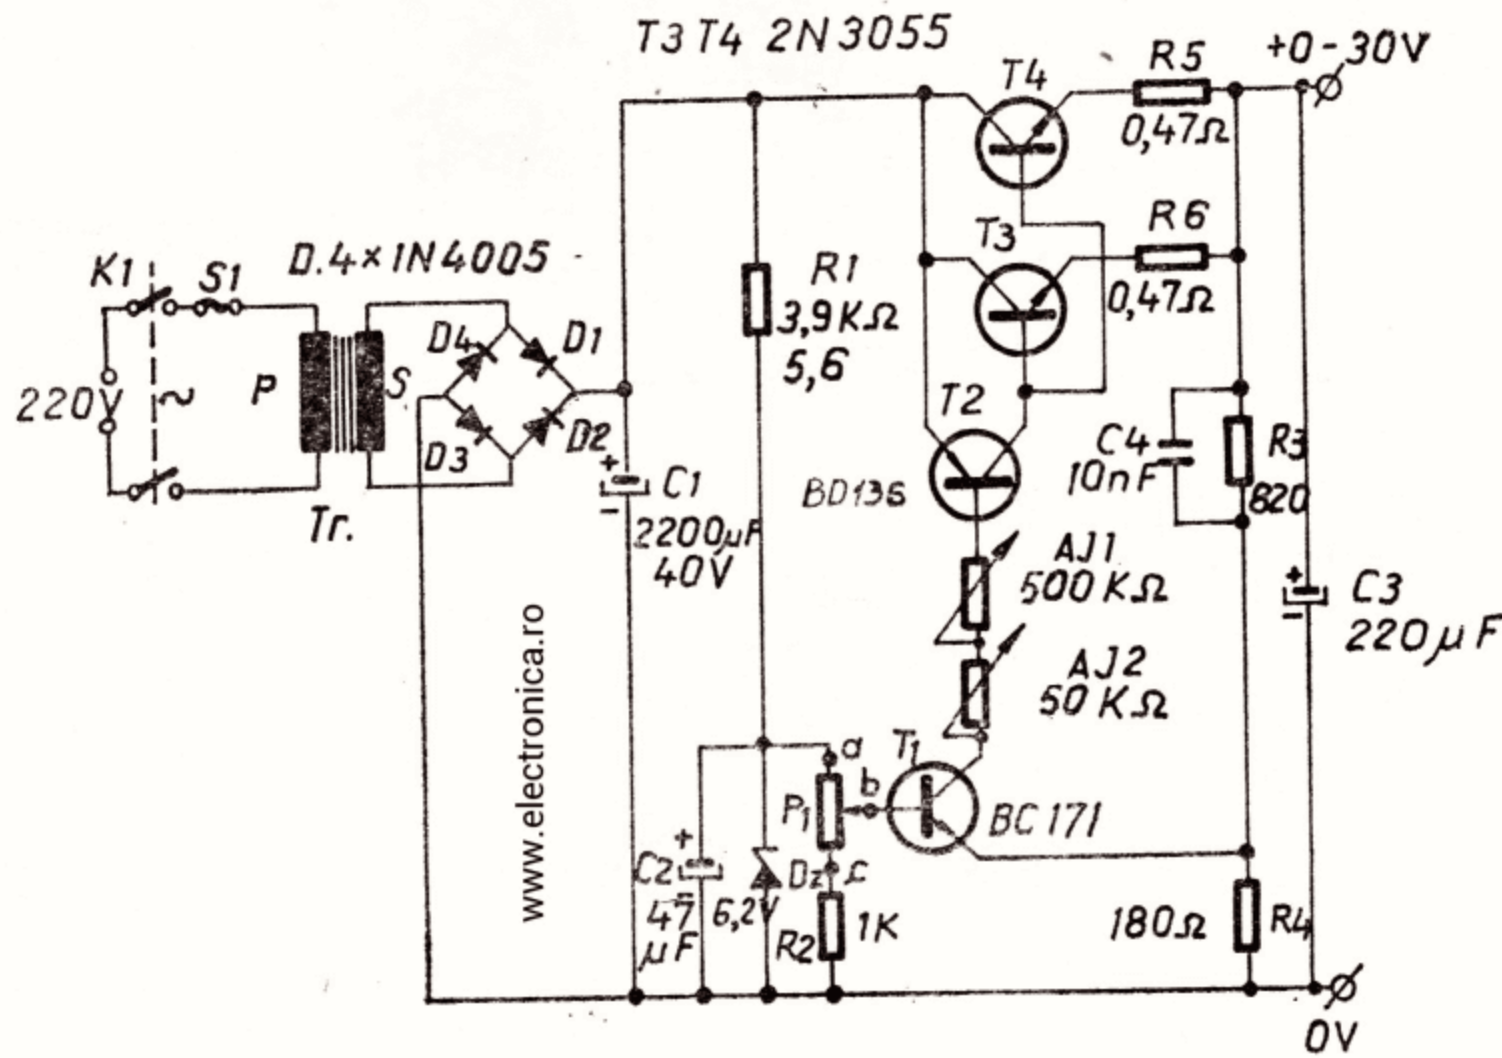 T3 T4 2N3055
+0-30V
T4
R5
0,47Ω
K1
S1
D.4×1N4005
T3
R6
0,47Ω
R1
3,9KΩ
5,6
D4
D1
220V
~
P
S
D3
D2
T2
BD136
C4
10nF
R3
820
Tr.
+
-
C1
2200µF
40V
AJ1
500KΩ
AJ2
50KΩ
+
-
C3
220µF
www.electronica.ro
a
b
c
P1
T1
BC171
+
C2
47
µF
6,2V
Dz
R2
1K
180Ω
R4
0V